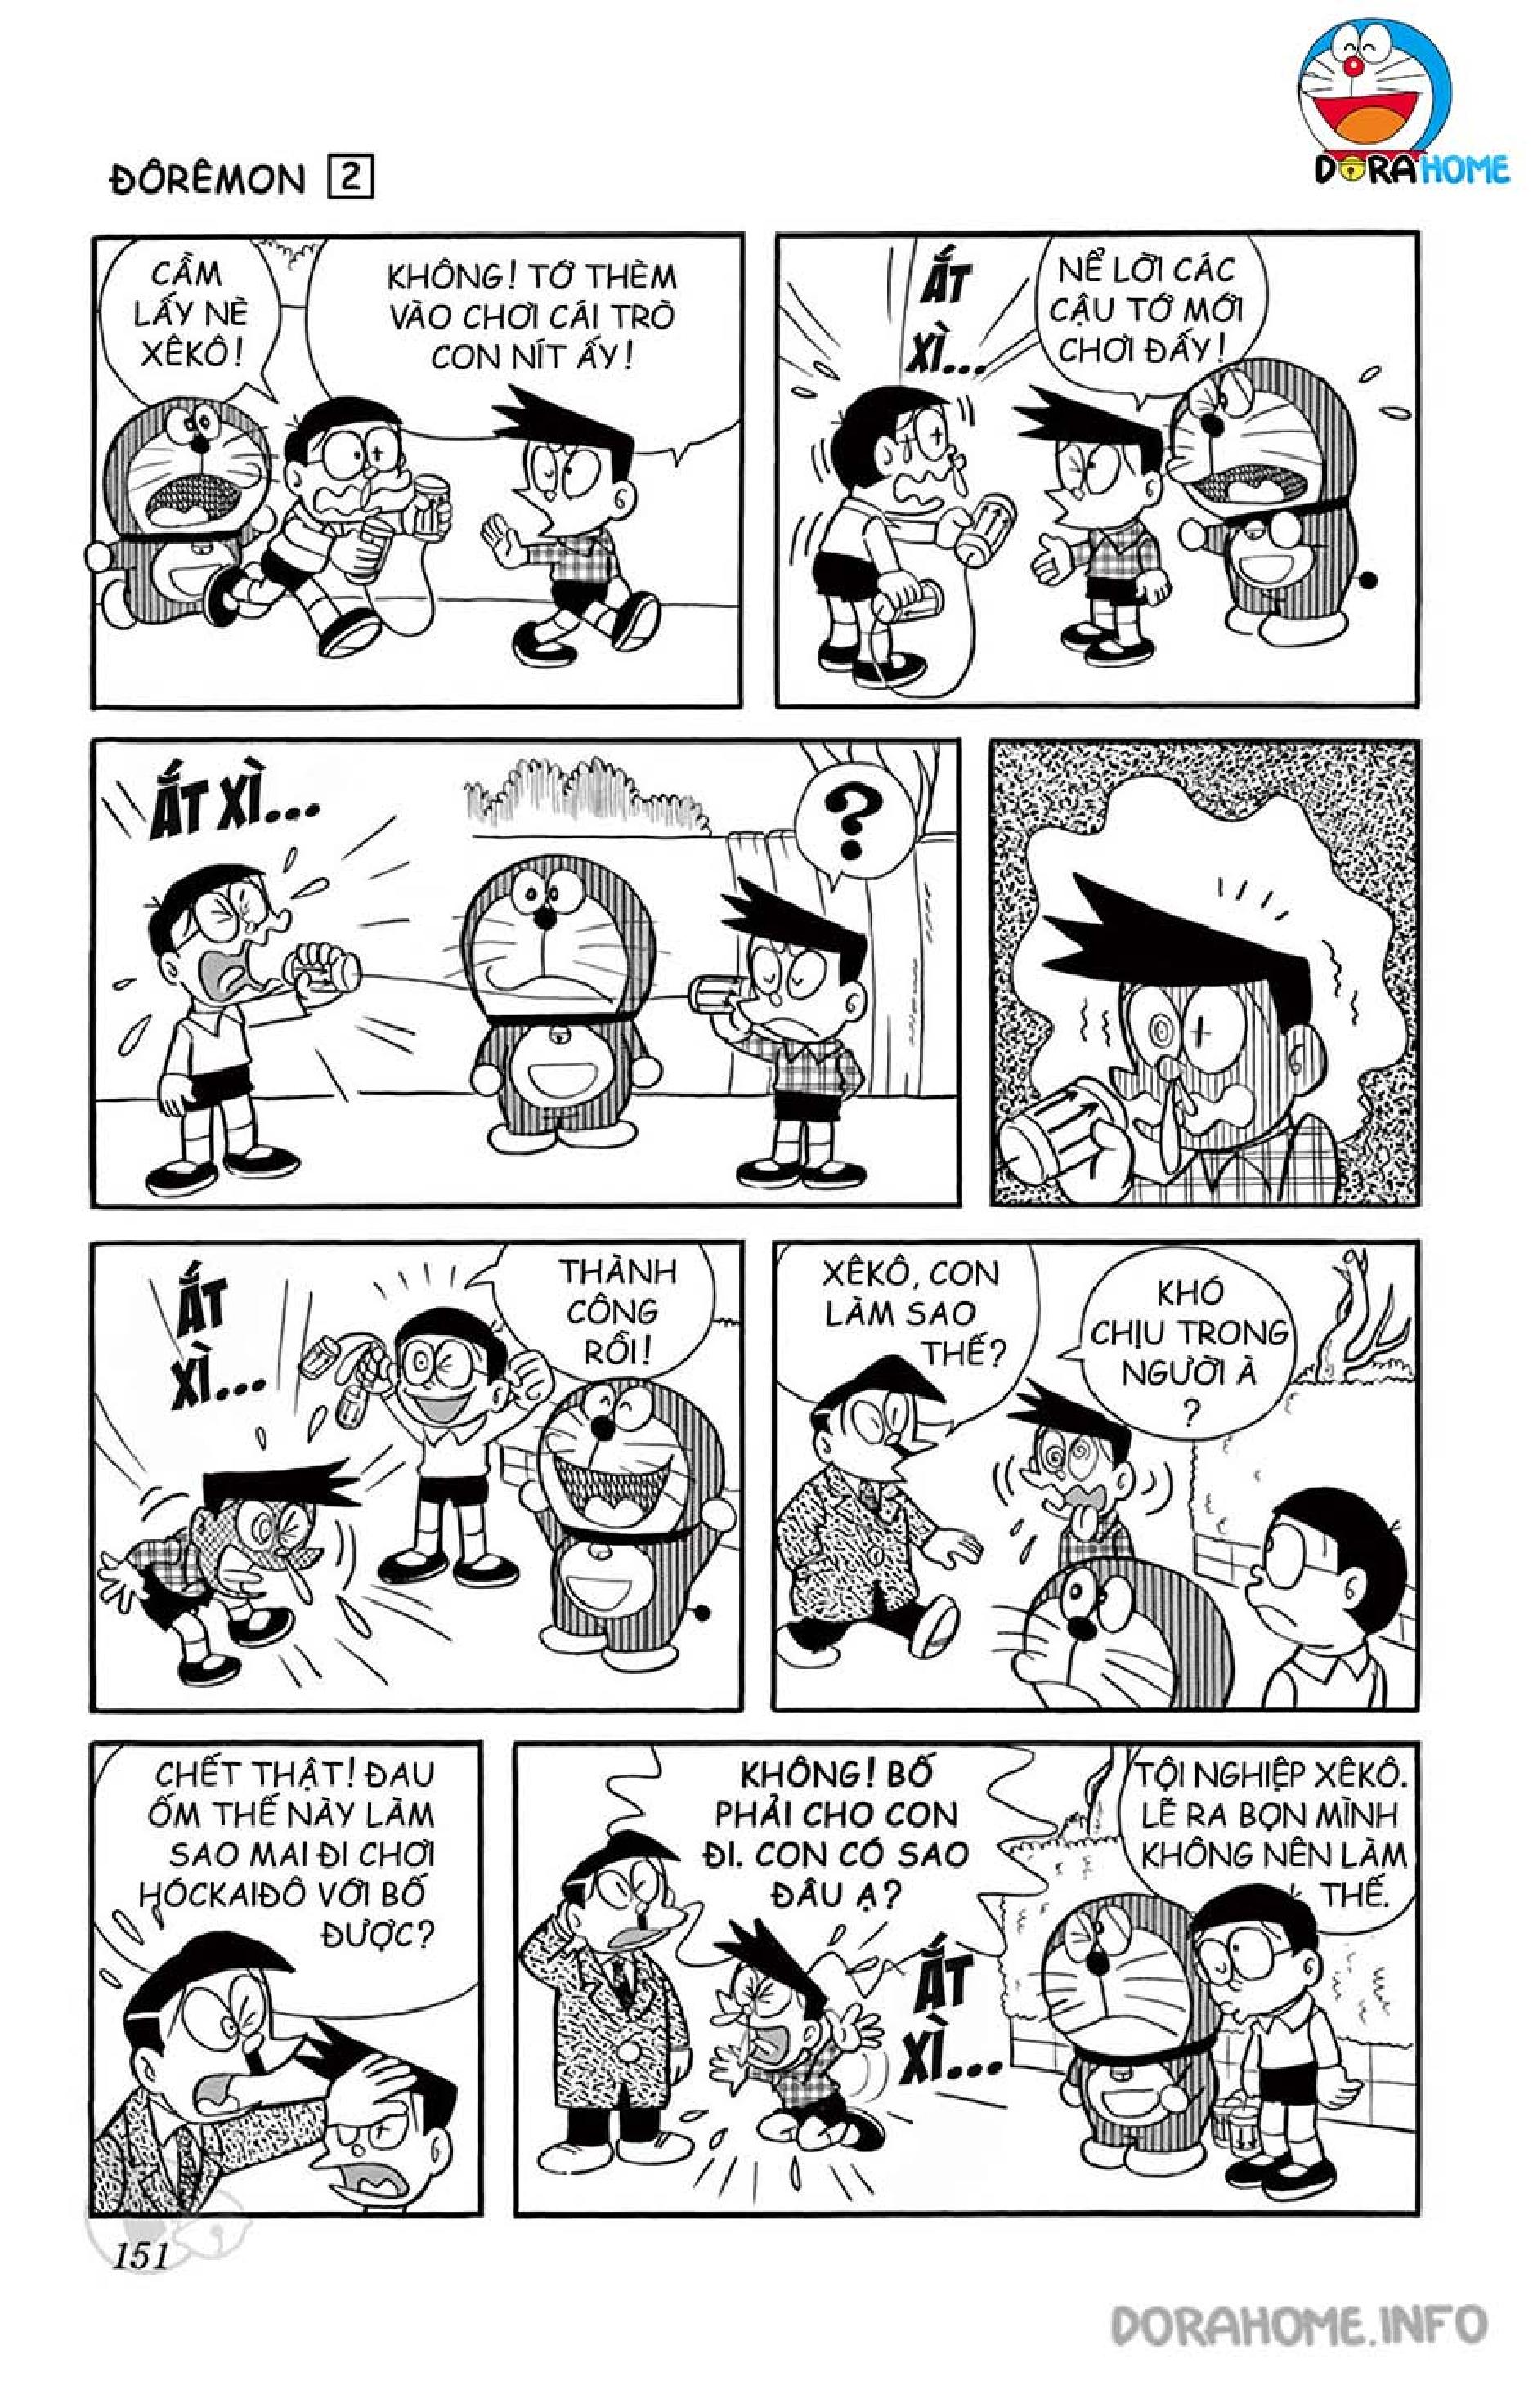 DORAHOME
ĐÔRÊMON 2
CẦM
LẤY NÈ
XÊKÔ!
KHÔNG! TỚ THÈM
VÀO CHƠI CÁI TRÒ
CON NÍT ẤY!
ẮT
XÌ...
NỂ LỜI CÁC
CẬU TỚ MỚI
CHƠI ĐẤY!
ẮT XÌ...
?
ẮT
XÌ...
THÀNH
CÔNG
RỒI!
XÊKÔ, CON
LÀM SAO
THẾ?
KHÓ
CHỊU TRONG
NGƯỜI À
?
CHẾT THẬT! ĐAU
ỐM THẾ NÀY LÀM
SAO MAI ĐI CHƠI
HÓCKAIĐÔ VỚI BỐ
ĐƯỢC?
KHÔNG! BỐ
PHẢI CHO CON
ĐI. CON CÓ SAO
ĐÂU Ạ?
ẮT
XÌ...
TỘI NGHIỆP XÊKÔ.
LẼ RA BỌN MÌNH
KHÔNG NÊN LÀM
THẾ.
151
DORAHOME.INFO